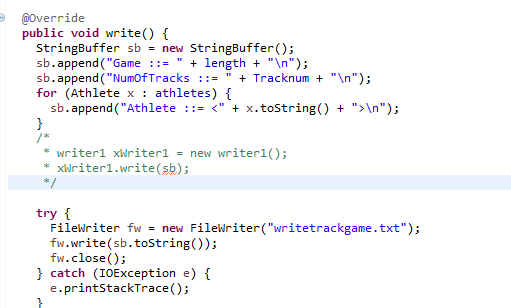 @Override
public void write() {
StringBuffer sb = new StringBuffer();
sb.append("Game ::= " + length + "\n");
sb.append("NumOfTracks ::= " + Tracknum + "\n");
for (Athlete x : athletes) {
sb.append("Athlete ::= <" + x.toString() + ">\n");
}
/*
* writer1 xWriter1 = new writer1();
* xWriter1.write(sb);
*/
try {
FileWriter fw = new FileWriter("writetrackgame.txt");
fw.write(sb.toString());
fw.close();
} catch (IOException e) {
e.printStackTrace();
}